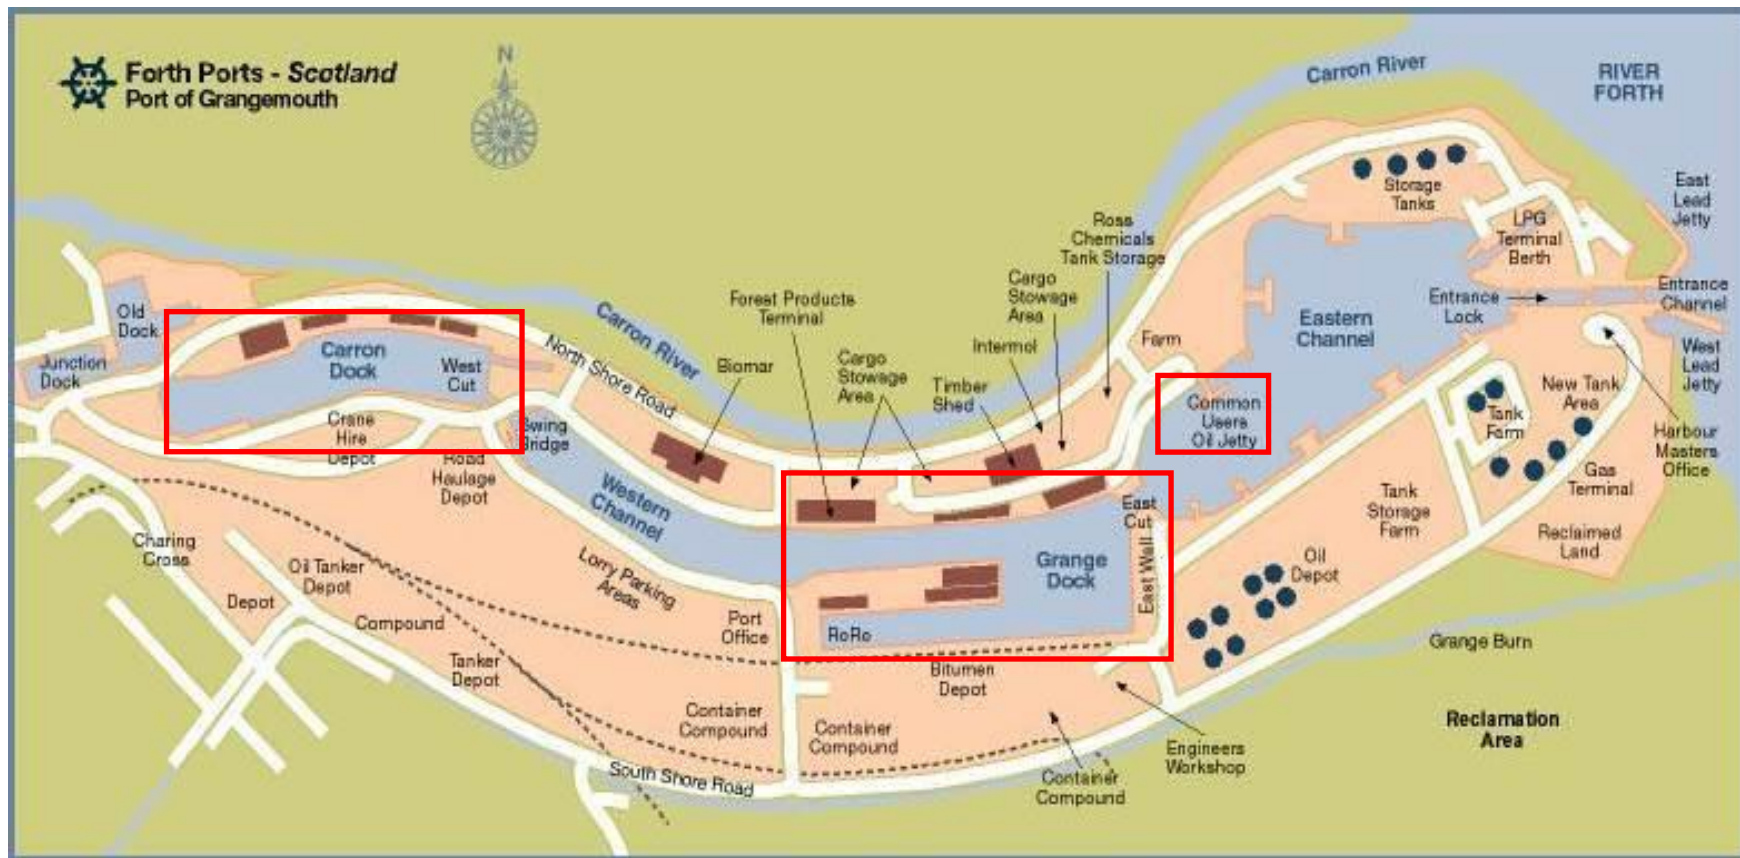 Forth Ports - Scotland
Port of Grangemouth
N
Carron River
RIVER
FORTH
Storage
Tanks
East
Lead
Jetty
LPG
Terminal
Berth
Ross
Chemicals
Tank Storage
Cargo
Stowage
Area
Entrance
Lock
Entrance
Channel
Eastern
Channel
Forest Products
Terminal
Old
Dock
Carron River
Carron
Dock
West
Cut
Junction
Dock
North Shore Road
Biomar
Cargo
Stowage
Area
Intermol
Timber
Shed
Farm
West
Lead
Jetty
New Tank
Area
Tank
Farm
Common
Users
Oil Jetty
Harbour
Masters
Office
Crane
Hire
Depot
Swing
Bridge
Road
Haulage
Depot
Western
Channel
Gas
Terminal
Tank
Storage
Farm
East
Cut
Reclaimed
Land
Charing
Cross
Oil Tanker
Depot
Lorry Parking
Areas
Grange
Dock
East Wall
Oil
Depot
Depot
Compound
Port
Office
RoRo
Grange Burn
Tanker
Depot
Bitumen
Depot
Container
Compound
Container
Compound
Engineers
Workshop
Reclamation
Area
South Shore Road
Container
Compound